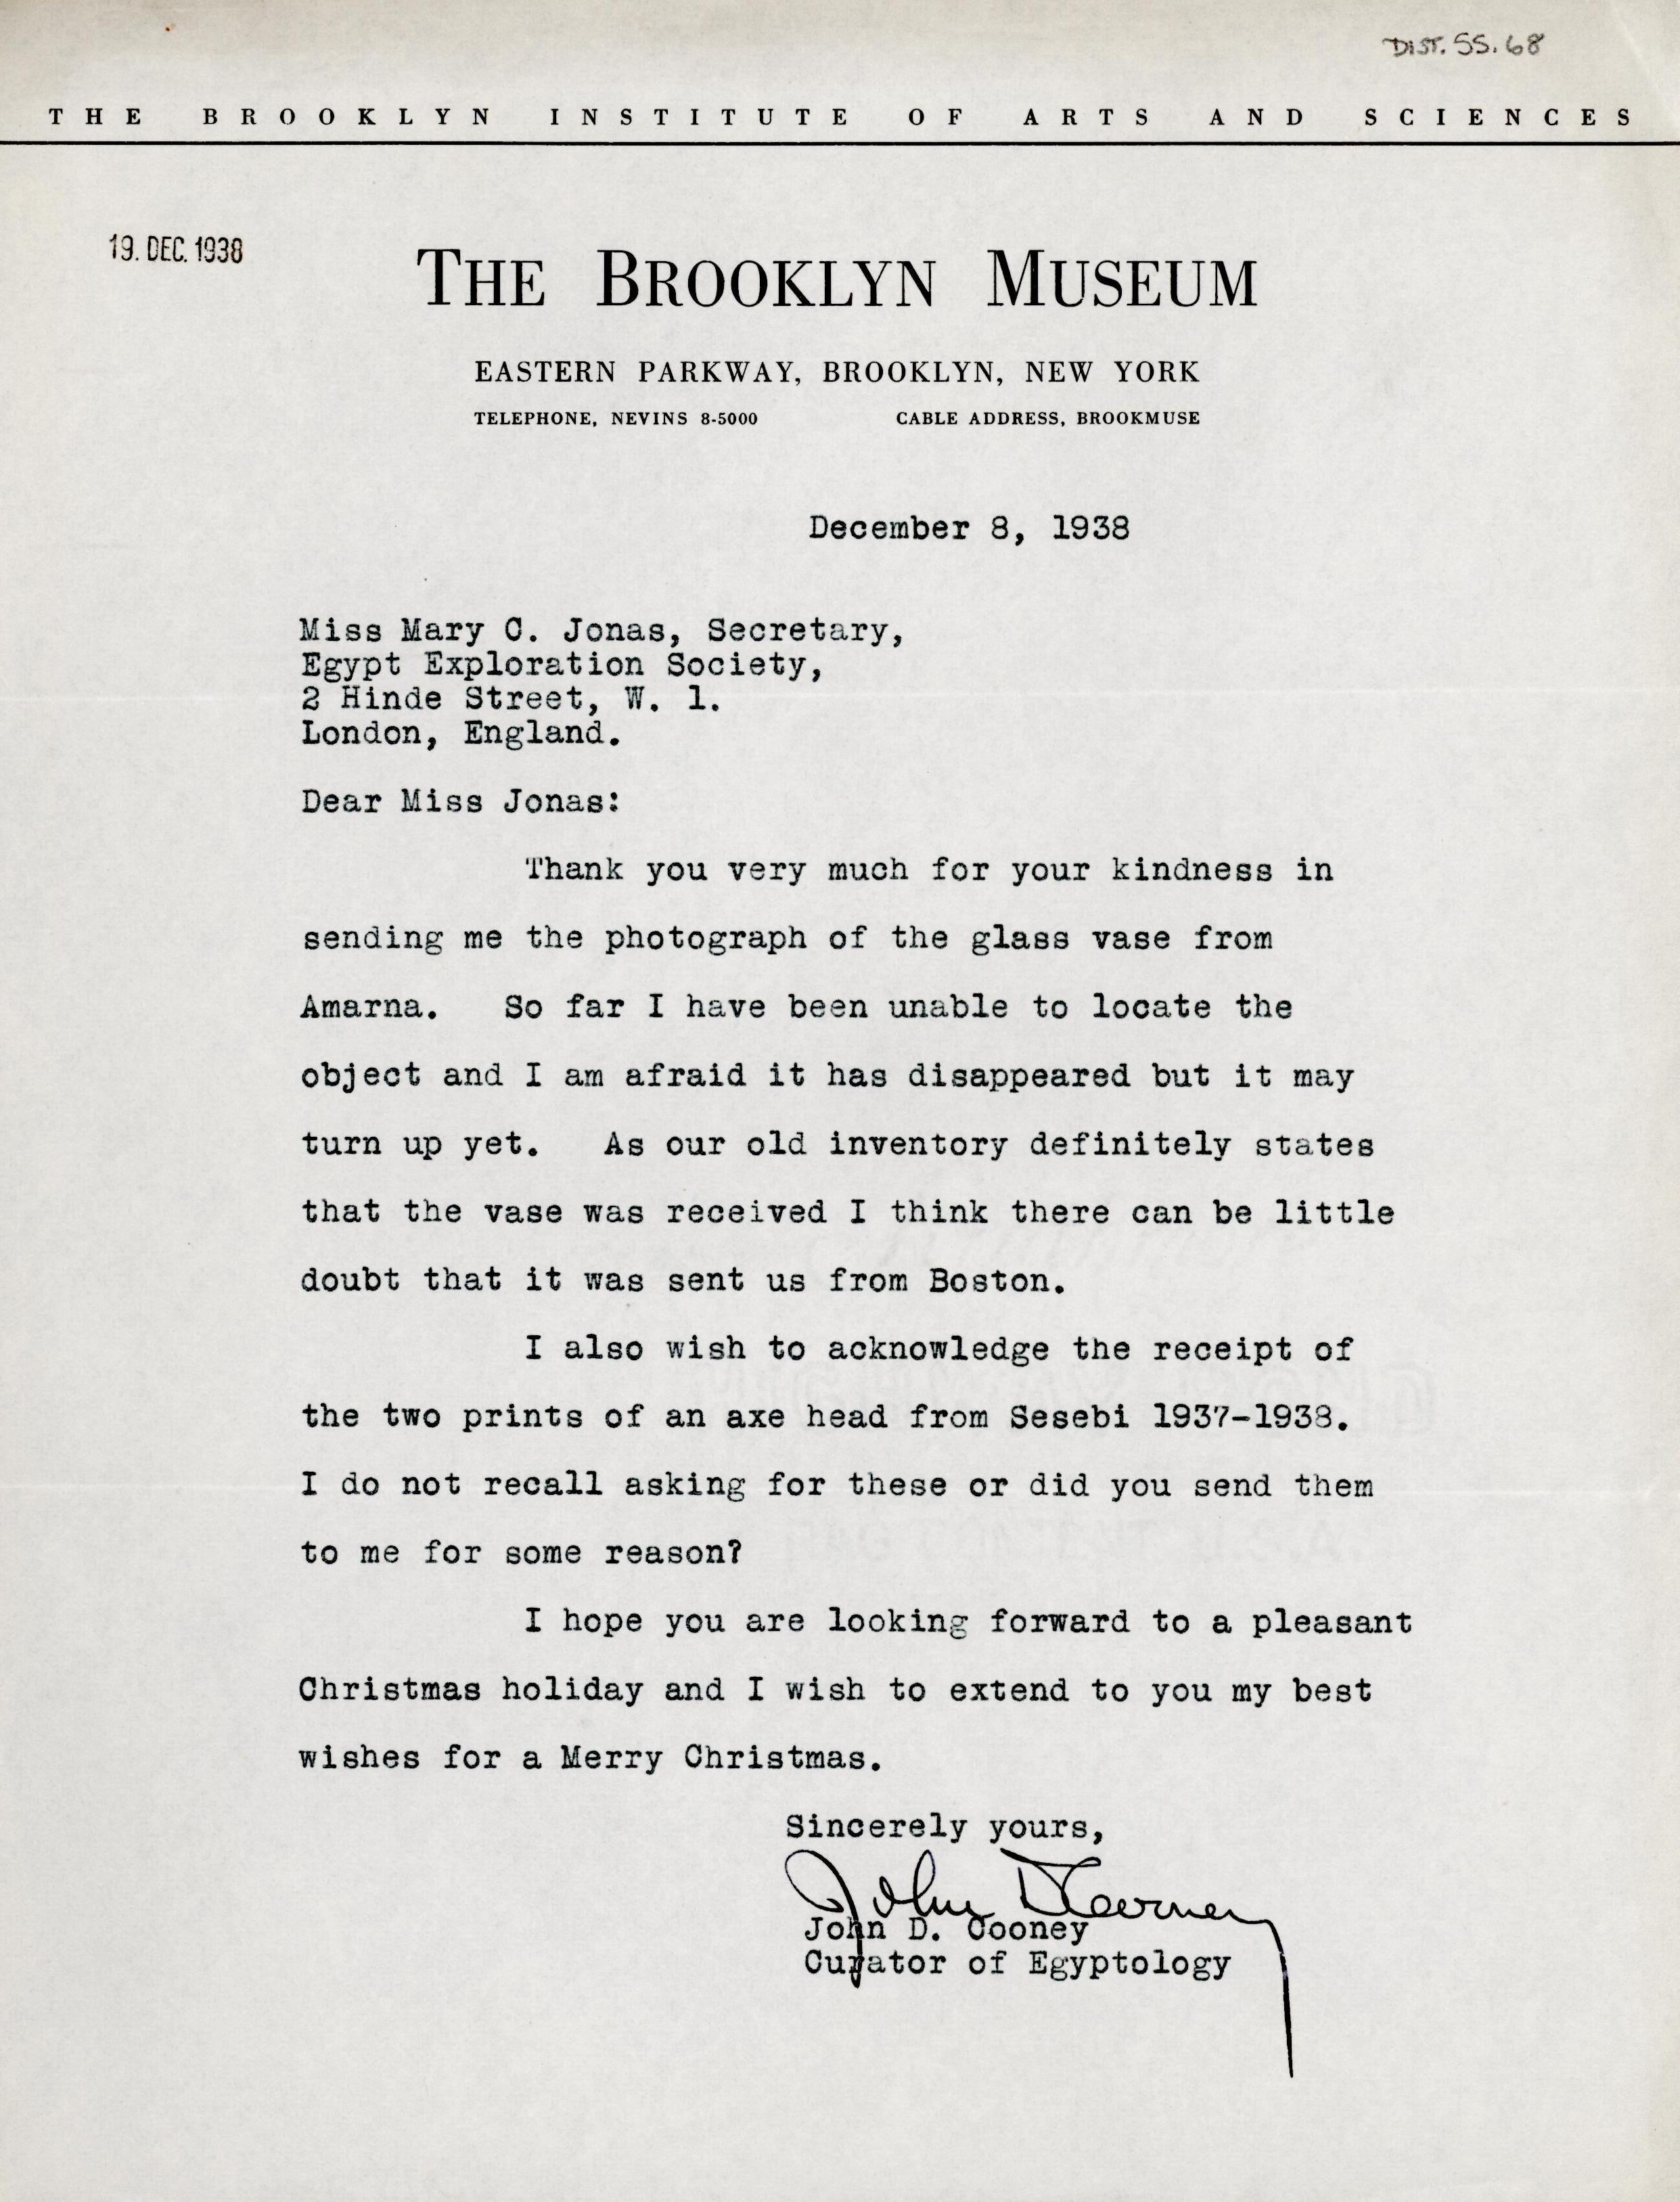 DIST. SS. 68
THE BROOKLYN INSTITUTE OF ARTS AND SCIENCES
19. DEC. 1938
THE BROOKLYN MUSEUM
EASTERN PARKWAY, BROOKLYN, NEW YORK
TELEPHONE, NEVINS 8-5000 CABLE ADDRESS, BROOKMUSE
December 8, 1938
Miss Mary C. Jonas, Secretary,
Egypt Exploration Society,
2 Hinde Street, W. 1.
London, England.
Dear Miss Jonas:
Thank you very much for your kindness in
sending me the photograph of the glass vase from
Amarna. So far I have been unable to locate the
object and I am afraid it has disappeared but it may
turn up yet. As our old inventory definitely states
that the vase was received I think there can be little
doubt that it was sent us from Boston.
I also wish to acknowledge the receipt of
the two prints of an axe head from Sesebi 1937-1938.
I do not recall asking for these or did you send them
to me for some reason?
I hope you are looking forward to a pleasant
Christmas holiday and I wish to extend to you my best
wishes for a Merry Christmas.
Sincerely yours,
John D Cooney
John D. Cooney
Curator of Egyptology